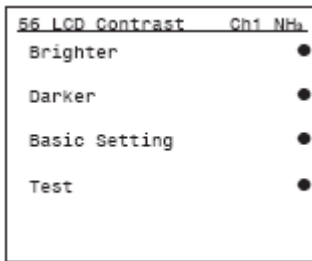 56 LCD Contrast Ch1 NH₃
Brighter
Darker
Basic Setting
Test